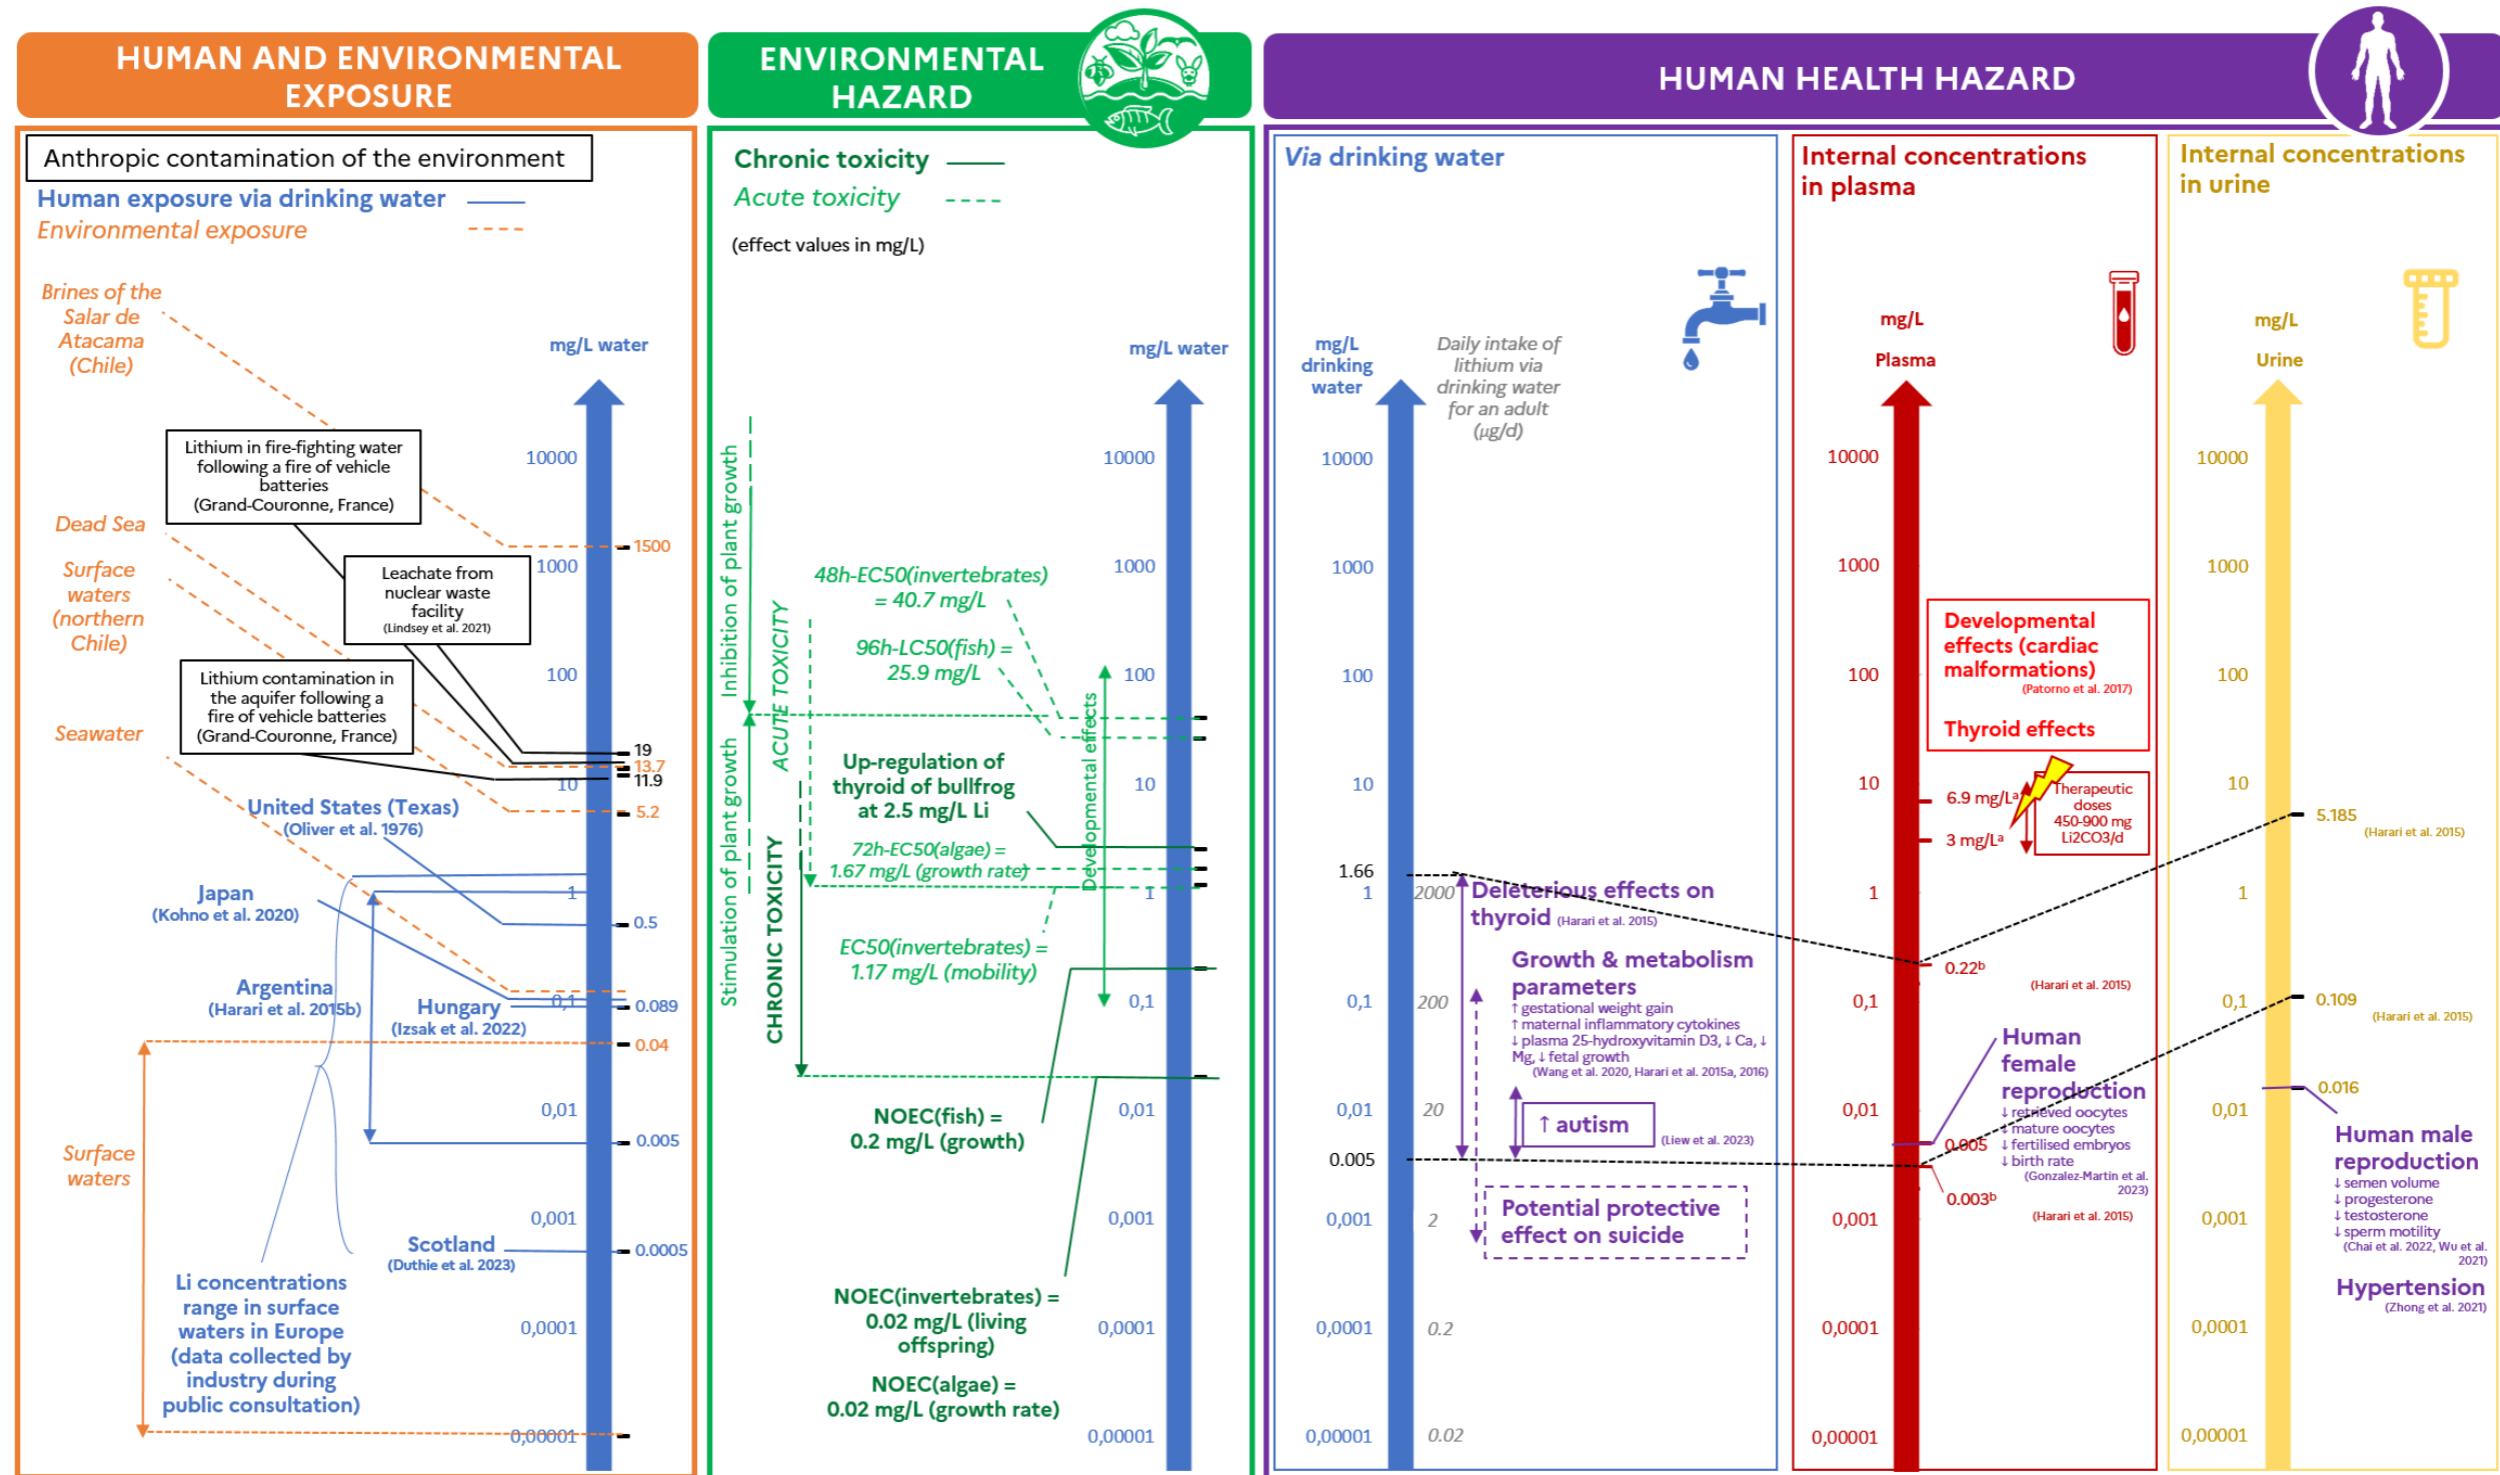 HUMAN AND ENVIRONMENTAL
EXPOSURE
Anthropic contamination of the environment
Human exposure via drinking water
Environmental exposure
Brines of the
Salar de
Atacama
(Chile)
mg/L water
Lithium in fire-fighting water
following a fire of vehicle
batteries
(Grand-Couronne, France)
10000
Dead Sea
1500
Surface
waters
(northern
Chile)
Leachate from
nuclear waste
facility
(Lindsey et al. 2021)
1000
Lithium contamination in
the aquifer following a
fire of vehicle batteries
(Grand-Couronne, France)
100
Seawater
19
13.7
11.9
10
United States (Texas)
(Oliver et al. 1976)
5.2
Japan
(Kohno et al. 2020)
1
0.5
Argentina
(Harari et al. 2015b)
Hungary
(Izsak et al. 2022)
0,1
0.089
0.04
0,01
0.005
Surface
waters
0,001
Scotland
(Duthie et al. 2023)
0.0005
Li concentrations
range in surface
waters in Europe
(data collected by
industry during
public consultation)
0,0001
0,00001
ENVIRONMENTAL
HAZARD
Chronic toxicity
Acute toxicity
(effect values in mg/L)
mg/L water
Inhibition of plant growth
Stimulation of plant growth
ACUTE TOXICITY
CHRONIC TOXICITY
Developmental effects
10000
1000
48h-EC50(invertebrates)
= 40.7 mg/L
96h-LC50(fish) =
25.9 mg/L
100
Up-regulation of
thyroid of bullfrog
at 2.5 mg/L Li
10
72h-EC50(algae) =
1.67 mg/L (growth rate)
1
EC50(invertebrates) =
1.17 mg/L (mobility)
0,1
NOEC(fish) =
0.2 mg/L (growth)
0,01
0,001
NOEC(invertebrates) =
0.02 mg/L (living
offspring)
0,0001
NOEC(algae) =
0.02 mg/L (growth rate)
0,00001
HUMAN HEALTH HAZARD
Via drinking water
mg/L
drinking
water
Daily intake of
lithium via
drinking water
for an adult
(µg/d)
10000
1000
100
10
1.66
1
2000
Deleterious effects on
thyroid (Harari et al. 2015)
Growth & metabolism
parameters
↑ gestational weight gain
↑ maternal inflammatory cytokines
↓ plasma 25-hydroxyvitamin D3, ↓ Ca, ↓
Mg, ↓ fetal growth
(Wang et al. 2020, Harari et al. 2015a, 2016)
0,1
200
0,01
20
↑ autism
(Liew et al. 2023)
0.005
Potential protective
effect on suicide
0,001
2
0,0001
0.2
0,00001
0.02
Internal concentrations
in plasma
mg/L
Plasma
10000
1000
Developmental
effects (cardiac
malformations)
(Patorno et al. 2017)
Thyroid effects
100
10
6.9 mg/Lª
3 mg/Lª
Therapeutic
doses
450-900 mg
Li2CO3/d
1
0.22ᵇ
(Harari et al. 2015)
0,1
Human
female
reproduction
↓ retrieved oocytes
↓ mature oocytes
↓ fertilised embryos
↓ birth rate
(Gonzalez-Martin et al.
2023)
0,01
0.005
0.003ᵇ
(Harari et al. 2015)
0,001
0,0001
0,00001
Internal concentrations
in urine
mg/L
Urine
10000
1000
100
10
5.185
(Harari et al. 2015)
1
0,1
0.109
(Harari et al. 2015)
0.016
0,01
Human male
reproduction
↓ semen volume
↓ progesterone
↓ testosterone
↓ sperm motility
(Chai et al. 2022, Wu et al.
2021)
0,001
Hypertension
(Zhong et al. 2021)
0,0001
0,00001